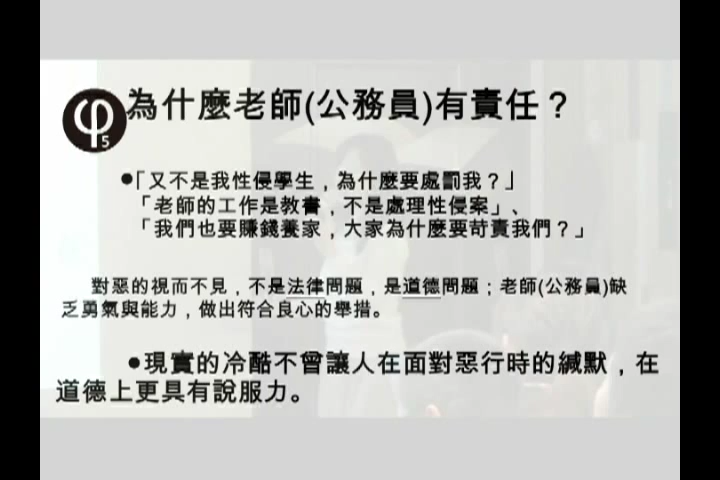 φ5
為什麼老師(公務員)有責任？
●「又不是我性侵學生，為什麼要處罰我？」
「老師的工作是教書，不是處理性侵案」、
「我們也要賺錢養家，大家為什麼要苛責我們？」
對惡的視而不見，不是法律問題，是道德問題；老師(公務員)缺
乏勇氣與能力，做出符合良心的舉措。
●現實的冷酷不曾讓人在面對惡行時的緘默，在
道德上更具有說服力。